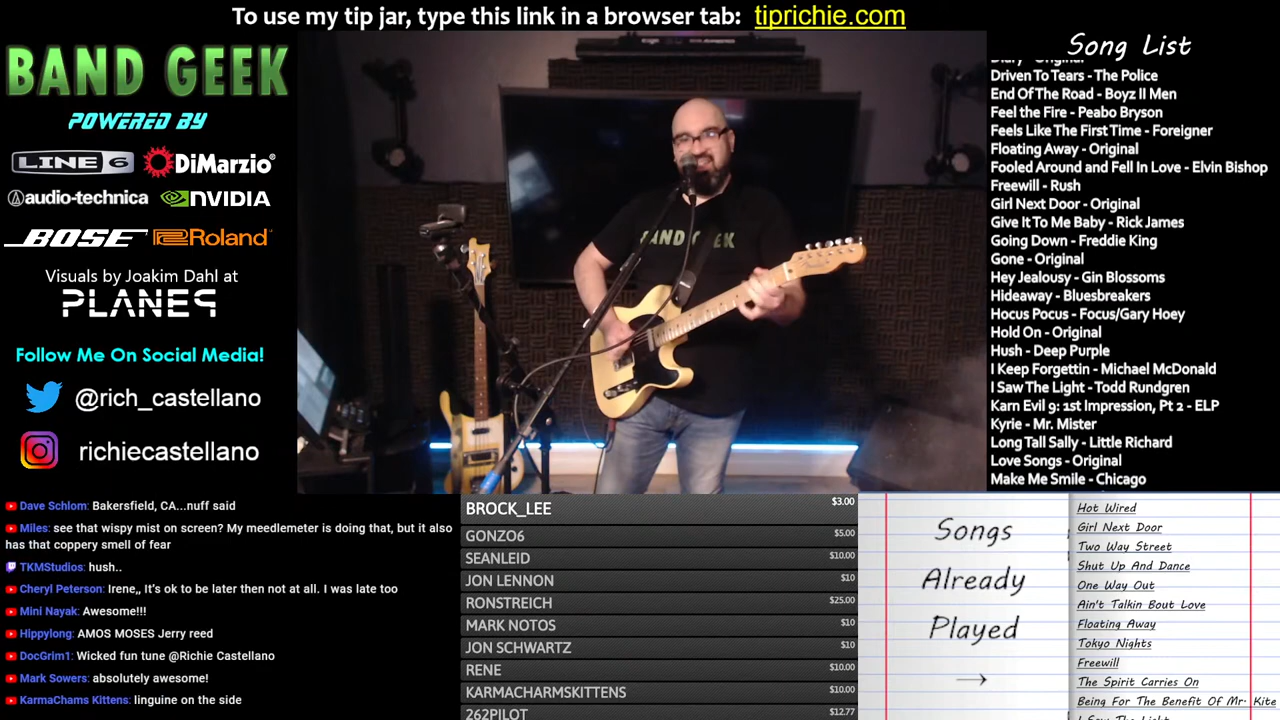 To use my tip jar, type this link in a browser tab: tiprichie.com
BAND GEEK
POWERED BY
LINE 6
DiMarzio®
audio-technica
NVIDIA
BOSE
Roland
Visuals by Joakim Dahl at
PLANE9
Follow Me On Social Media!
@rich_castellano
richiecastellano
BAND GEEK
Song List
Diary - Original
Driven To Tears - The Police
End Of The Road - Boyz II Men
Feel the Fire - Peabo Bryson
Feels Like The First Time - Foreigner
Floating Away - Original
Fooled Around and Fell In Love - Elvin Bishop
Freewill - Rush
Girl Next Door - Original
Give It To Me Baby - Rick James
Going Down - Freddie King
Gone - Original
Hey Jealousy - Gin Blossoms
Hideaway - Bluesbreakers
Hocus Pocus - Focus/Gary Hoey
Hold On - Original
Hush - Deep Purple
I Keep Forgettin - Michael McDonald
I Saw The Light - Todd Rundgren
Karn Evil 9: 1st Impression, Pt 2 - ELP
Kyrie - Mr. Mister
Long Tall Sally - Little Richard
Love Songs - Original
Make Me Smile - Chicago
Dave Schlom: Bakersfield, CA...nuff said
Miles: see that wispy mist on screen? My meedlemeter is doing that, but it also
has that coppery smell of fear
TKMStudios: hush..
Cheryl Peterson: Irene,, It's ok to be later then not at all. I was late too
Mini Nayak: Awesome!!!
Hippylong: AMOS MOSES Jerry reed
DocGrim1: Wicked fun tune @Richie Castellano
Mark Sowers: absolutely awesome!
KarmaChams Kittens: linguine on the side
BROCK_LEE $3.00
GONZO6 $5.00
SEANLEID $10.00
JON LENNON $10
RONSTREICH $25.00
MARK NOTOS $10
JON SCHWARTZ $10
RENE $10.00
KARMACHARMSKITTENS $10.00
262PILOT $12.77
Songs
Already
Played
→
Hot Wired
Girl Next Door
Two Way Street
Shut Up And Dance
One Way Out
Ain't Talkin Bout Love
Floating Away
Tokyo Nights
Freewill
The Spirit Carries On
Being For The Benefit Of Mr. Kite
I Saw The Light